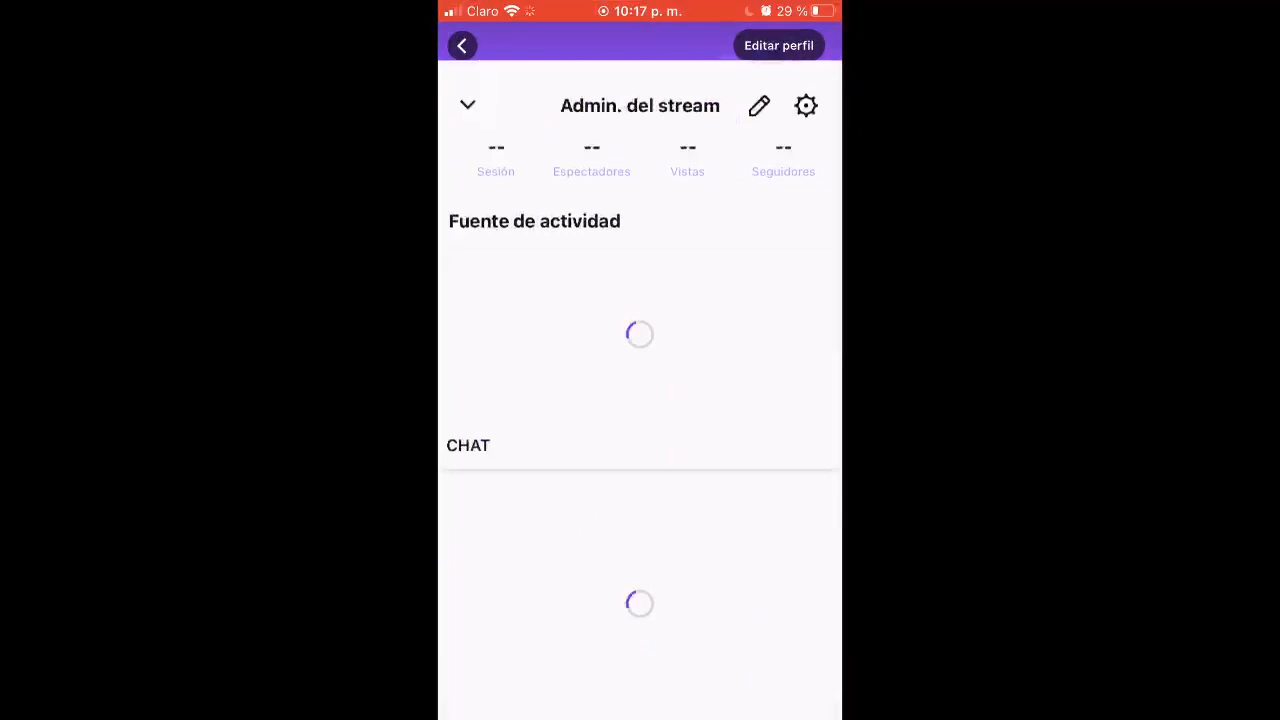 Claro 10:17 p. m. 29 %
Editar perfil
Admin. del stream
-- -- -- --
Sesión Espectadores Vistas Seguidores
Fuente de actividad
CHAT